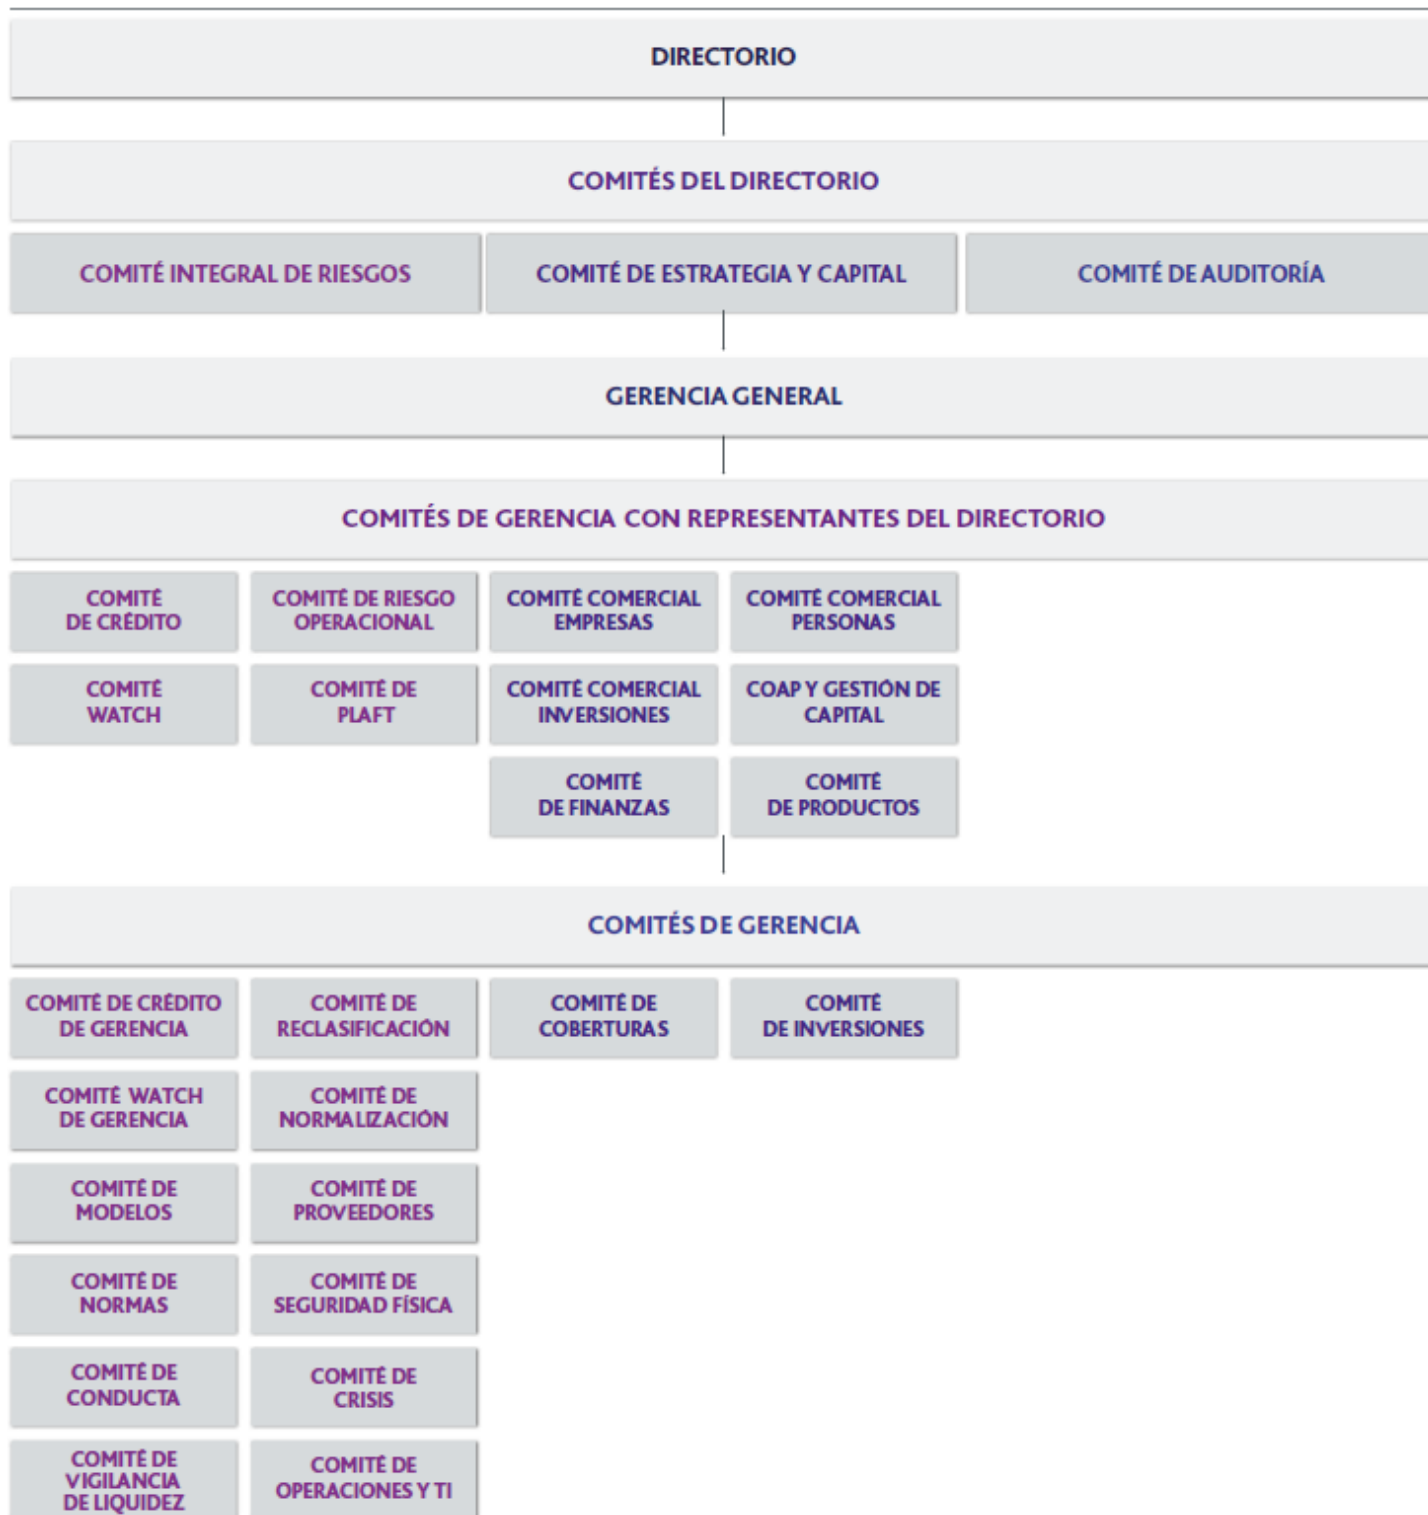 DIRECTORIO
COMITÉS DEL DIRECTORIO
COMITÉ INTEGRAL DE RIESGOS
COMITÉ DE ESTRATEGIA Y CAPITAL
COMITÉ DE AUDITORÍA
GERENCIA GENERAL
COMITÉS DE GERENCIA CON REPRESENTANTES DEL DIRECTORIO
COMITÉ
DE CRÉDITO
COMITÉ DE RIESGO
OPERACIONAL
COMITÉ COMERCIAL
EMPRESAS
COMITÉ COMERCIAL
PERSONAS
COMITÉ
WATCH
COMITÉ DE
PLAFT
COMITÉ COMERCIAL
INVERSIONES
COAP Y GESTIÓN DE
CAPITAL
COMITÉ
DE FINANZAS
COMITÉ
DE PRODUCTOS
COMITÉS DE GERENCIA
COMITÉ DE CRÉDITO
DE GERENCIA
COMITÉ DE
RECLASIFICACIÓN
COMITÉ DE
COBERTURAS
COMITÉ
DE INVERSIONES
COMITÉ WATCH
DE GERENCIA
COMITÉ DE
NORMALIZACIÓN
COMITÉ DE
MODELOS
COMITÉ DE
PROVEEDORES
COMITÉ DE
NORMAS
COMITÉ DE
SEGURIDAD FÍSICA
COMITÉ DE
CONDUCTA
COMITÉ DE
CRISIS
COMITÉ DE
VIGILANCIA
DE LIQUIDEZ
COMITÉ DE
OPERACIONES Y TI